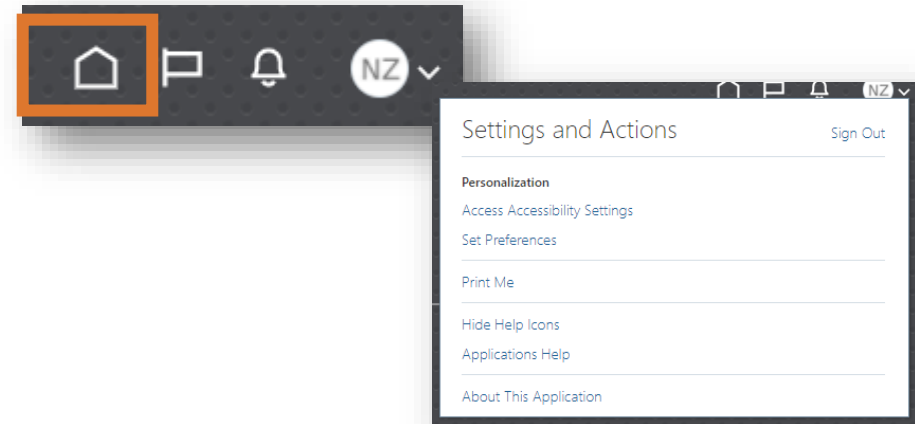 NZ
NZ
Settings and Actions
Sign Out
Personalization
Access Accessibility Settings
Set Preferences
Print Me
Hide Help Icons
Applications Help
About This Application